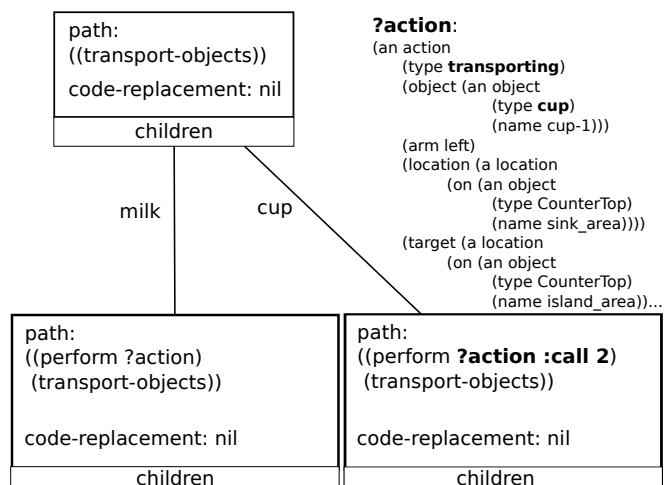 path:
((transport-objects))
code-replacement: nil
children
?action:
(an action
(type transporting)
(object (an object
(type cup)
(name cup-1)))
(arm left)
(location (a location
(on (an object
(type CounterTop)
(name sink_area))))
(target (a location
(on (an object
(type CounterTop)
(name island_area))...
milk
cup
path:
((perform ?action)
(transport-objects))
code-replacement: nil
children
path:
((perform ?action :call 2)
(transport-objects))
code-replacement: nil
children